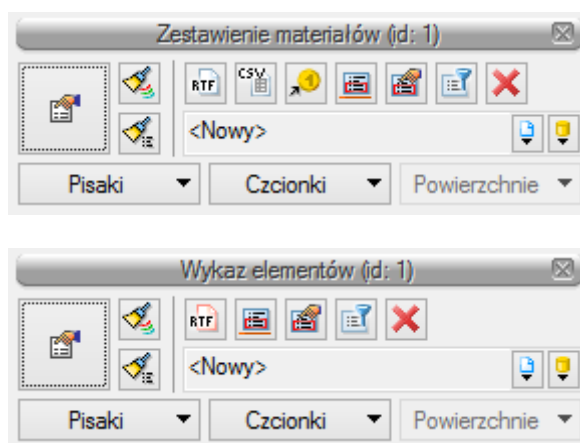 Zestawienie materiałów (id: 1)
RTF CSV 1
<Nowy>
Pisaki Czcionki Powierzchnie
Wykaz elementów (id: 1)
RTF
<Nowy>
Pisaki Czcionki Powierzchnie